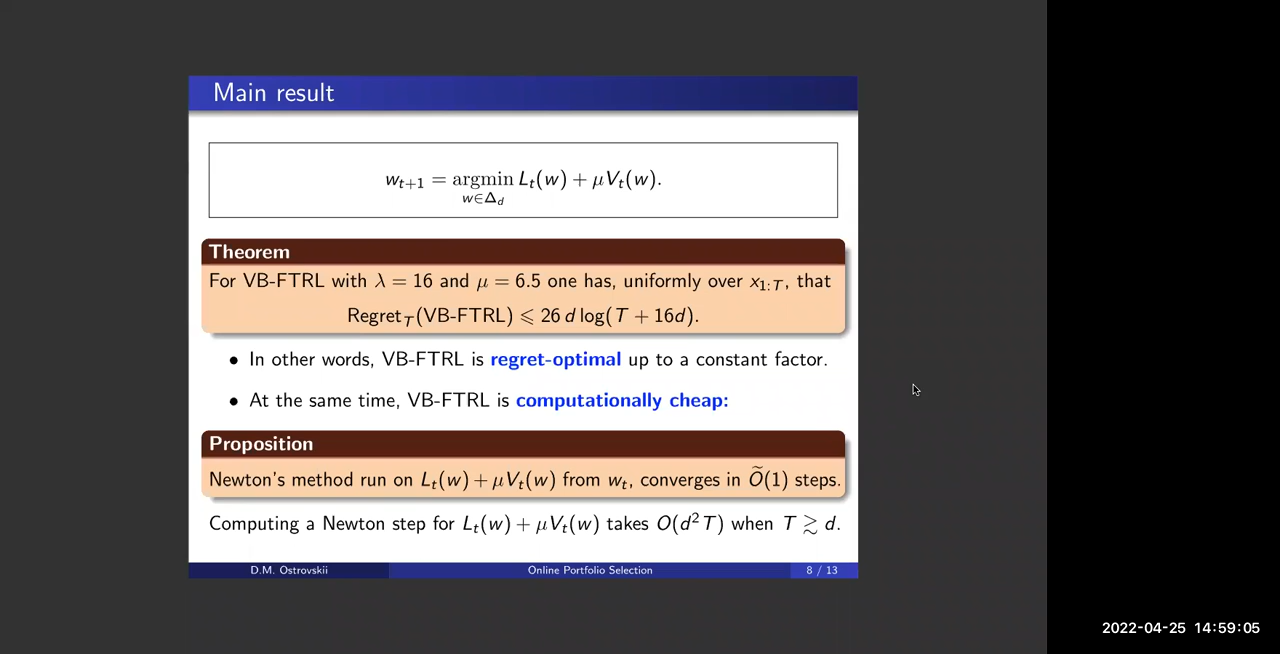 Main result
w_{t+1} = argmin_{w∈Δ_d} L_t(w) + μV_t(w).
Theorem
For VB-FTRL with λ = 16 and μ = 6.5 one has, uniformly over x_{1:T}, that
Regret_T(VB-FTRL) ⩽ 26 d log(T + 16d).
• In other words, VB-FTRL is regret-optimal up to a constant factor.
• At the same time, VB-FTRL is computationally cheap:
Proposition
Newton's method run on L_t(w) + μV_t(w) from w_t, converges in Õ(1) steps.
Computing a Newton step for L_t(w) + μV_t(w) takes O(d²T) when T ≳ d.
D.M. Ostrovskii Online Portfolio Selection 8 / 13
2022-04-25 14:59:05